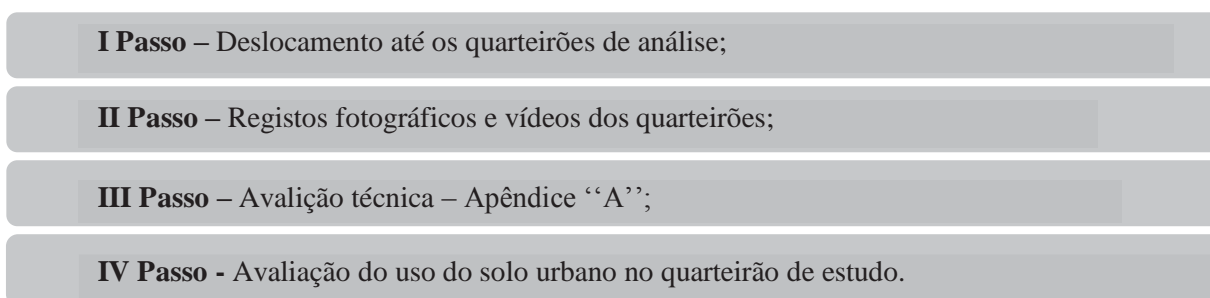 I Passo – Deslocamento até os quarteirões de análise;
II Passo – Registos fotográficos e vídeos dos quarteirões;
III Passo – Avalição técnica – Apêndice ‘‘A’’;
IV Passo - Avaliação do uso do solo urbano no quarteirão de estudo.